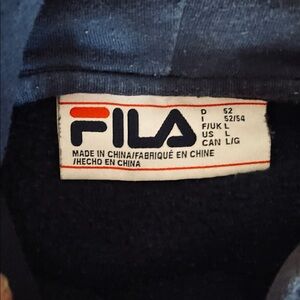 FILA
D 52
I 52/54
F/UK L
US L
CAN L/G
MADE IN CHINA/FABRIQUÉ EN CHINE
/HECHO EN CHINA